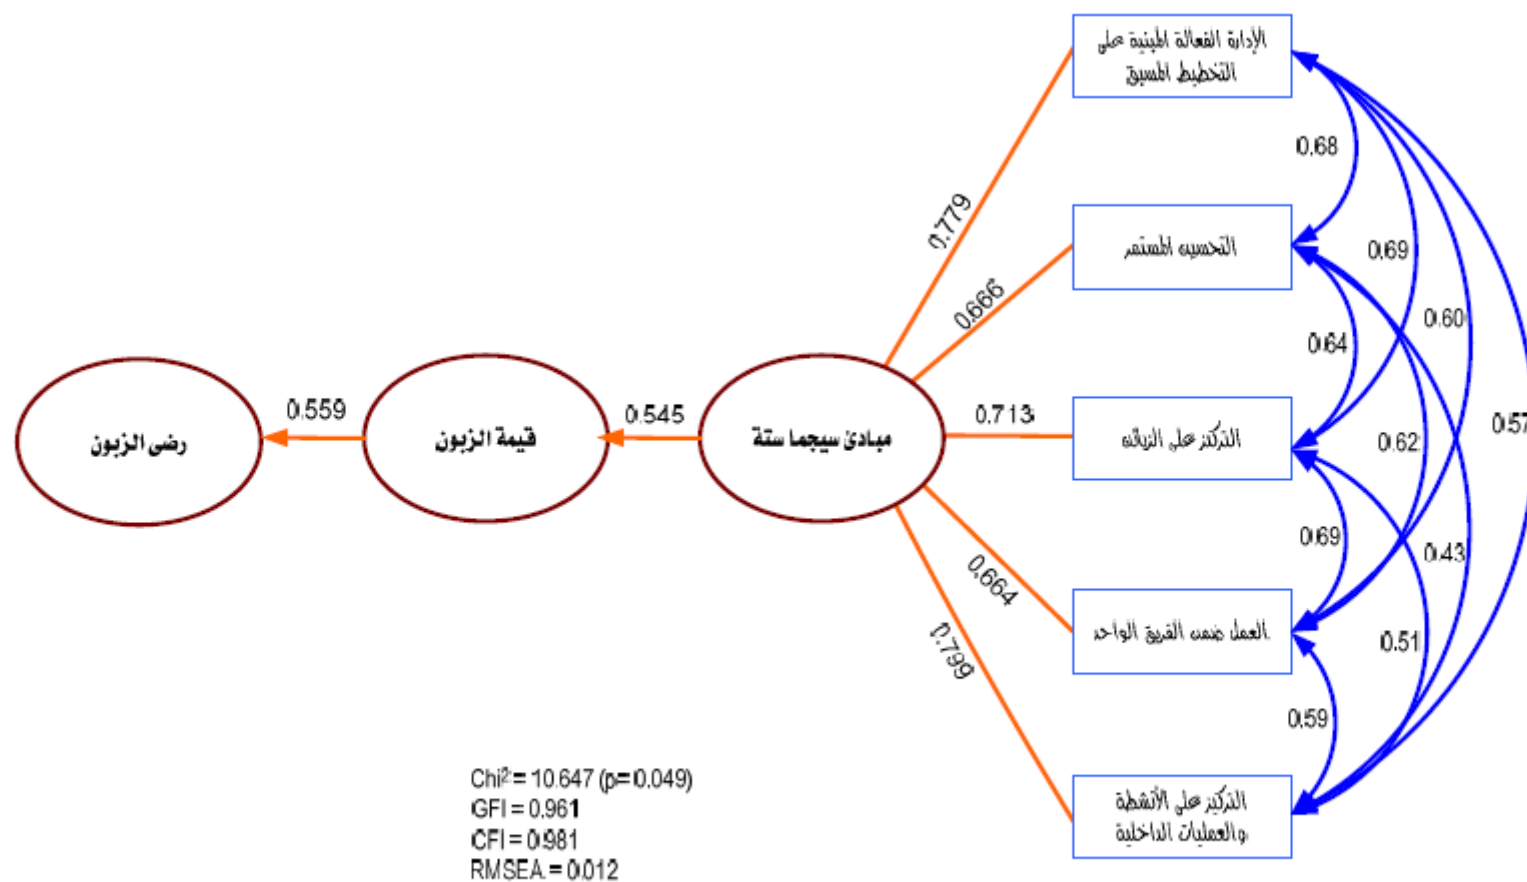 الإدارة الفعالة المبنية على
التخطيط المسبق
0.68
0.779
التحسين المستمر
0.69
0.666
0.60
0.64
0.559
0.545
0.713
التركيز على الزبائن
0.57
رضى الزبون
قيمة الزبون
مبادئ سيجما ستة
0.62
0.69
0.43
0.664
العمل ضمن الفريق الواحد
0.51
0.799
0.59
Chi² = 10.647 (p=0.049)
GFI = 0.961
CFI = 0.981
RMSEA = 0.012
التركيز على الأنشطة
والعمليات الداخلية